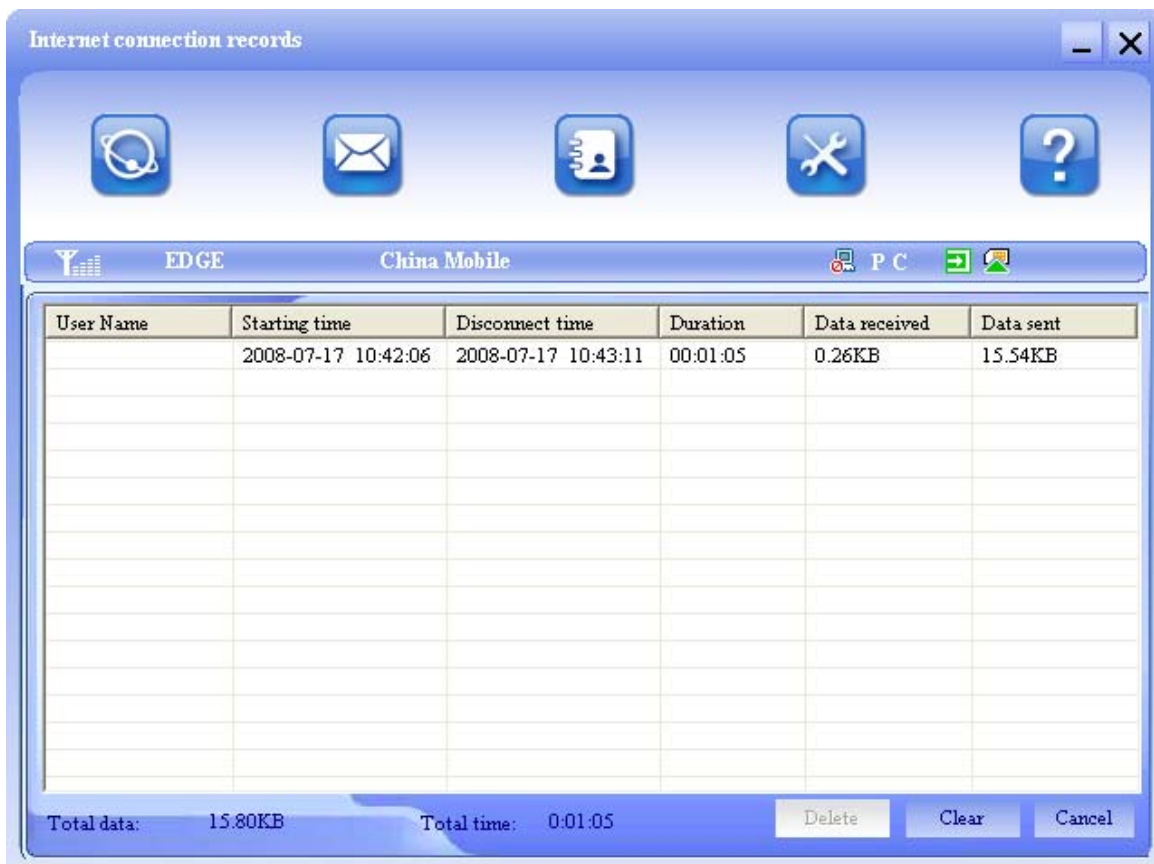 Internet connection records
EDGE China Mobile P C
User Name Starting time Disconnect time Duration Data received Data sent
2008-07-17 10:42:06 2008-07-17 10:43:11 00:01:05 0.26KB 15.54KB
Total data: 15.80KB Total time: 0:01:05 Delete Clear Cancel